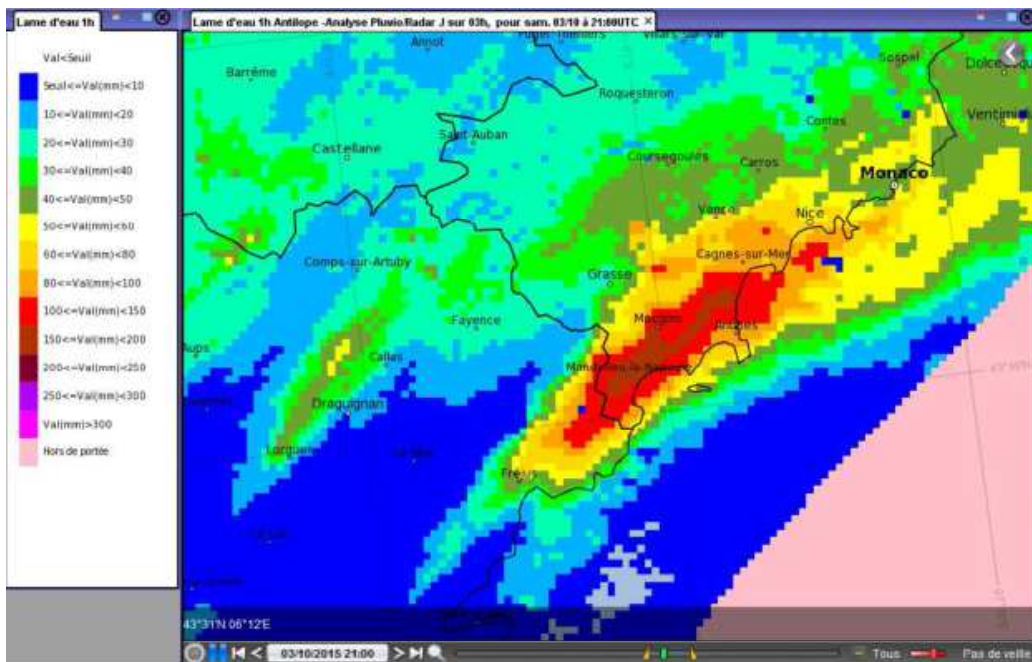 Lame d'eau 1h
Lame d'eau 1h Antilope -Analyse Pluvio/Radar J sur 03h, pour sam. 03/10 à 21:00UTC
Val<Seuil
Seuil<=Val(mm)<10
10<=Val(mm)<20
20<=Val(mm)<30
30<=Val(mm)<40
40<=Val(mm)<50
50<=Val(mm)<60
60<=Val(mm)<80
80<=Val(mm)<100
100<=Val(mm)<150
150<=Val(mm)<200
200<=Val(mm)<250
250<=Val(mm)<300
Val(mm)>300
Hors de portée
Annot
Barrême
Sospel
Roquesteron
Contes
Saint-Auban
Castellane
Coursegoules
Carros
Monaco
Vence
Nice
Comps-sur-Artuby
Cagnes-sur-Mer
Grasse
Fayence
Antibes
Aups
Callas
Draguignan
Lorgues
Fréjus
43°31N 06°12'E
03/10/2015 21:00
Tous
Pas de veille